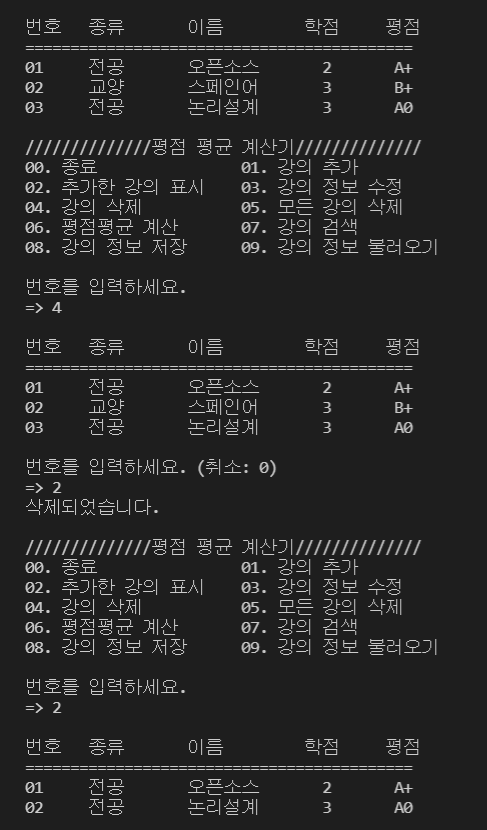 번호 종류 이름 학점 평점
===========================================
01 전공 오픈소스 2 A+
02 교양 스페인어 3 B+
03 전공 논리설계 3 A0
//////////////평점 평균 계산기//////////////
00. 종료 01. 강의 추가
02. 추가한 강의 표시 03. 강의 정보 수정
04. 강의 삭제 05. 모든 강의 삭제
06. 평점평균 계산 07. 강의 검색
08. 강의 정보 저장 09. 강의 정보 불러오기
번호를 입력하세요.
=> 4
번호 종류 이름 학점 평점
===========================================
01 전공 오픈소스 2 A+
02 교양 스페인어 3 B+
03 전공 논리설계 3 A0
번호를 입력하세요. (취소: 0)
=> 2
삭제되었습니다.
//////////////평점 평균 계산기//////////////
00. 종료 01. 강의 추가
02. 추가한 강의 표시 03. 강의 정보 수정
04. 강의 삭제 05. 모든 강의 삭제
06. 평점평균 계산 07. 강의 검색
08. 강의 정보 저장 09. 강의 정보 불러오기
번호를 입력하세요.
=> 2
번호 종류 이름 학점 평점
===========================================
01 전공 오픈소스 2 A+
02 전공 논리설계 3 A0